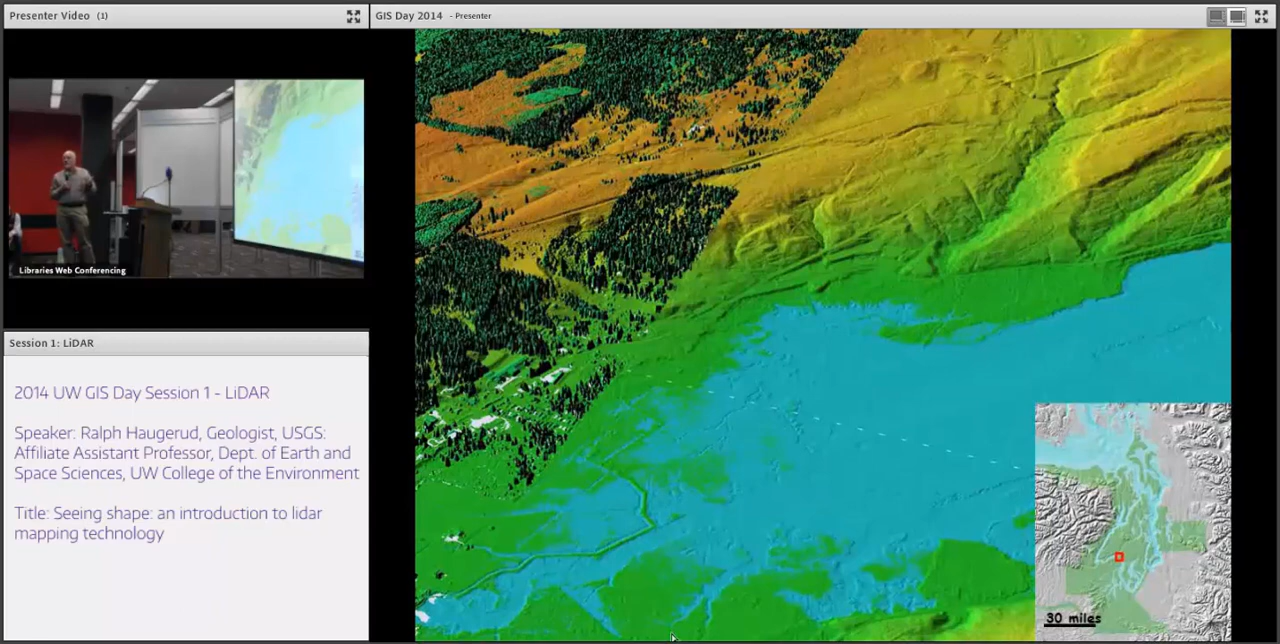 Presenter Video (1)
GIS Day 2014 - Presenter
Libraries Web Conferencing
Session 1: LiDAR
2014 UW GIS Day Session 1 - LiDAR
Speaker: Ralph Haugerud, Geologist, USGS:
Affiliate Assistant Professor, Dept. of Earth and
Space Sciences, UW College of the Environment
Title: Seeing shape: an introduction to lidar
mapping technology
30 miles